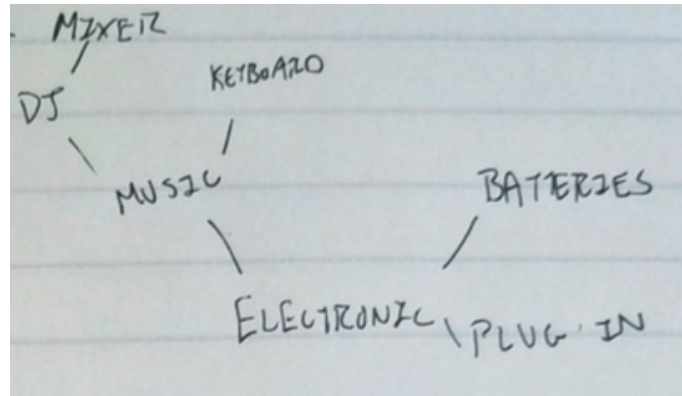 MIXER
KEYBOARD
DJ
MUSIC
BATERIES
ELECTRONIC
PLUG IN